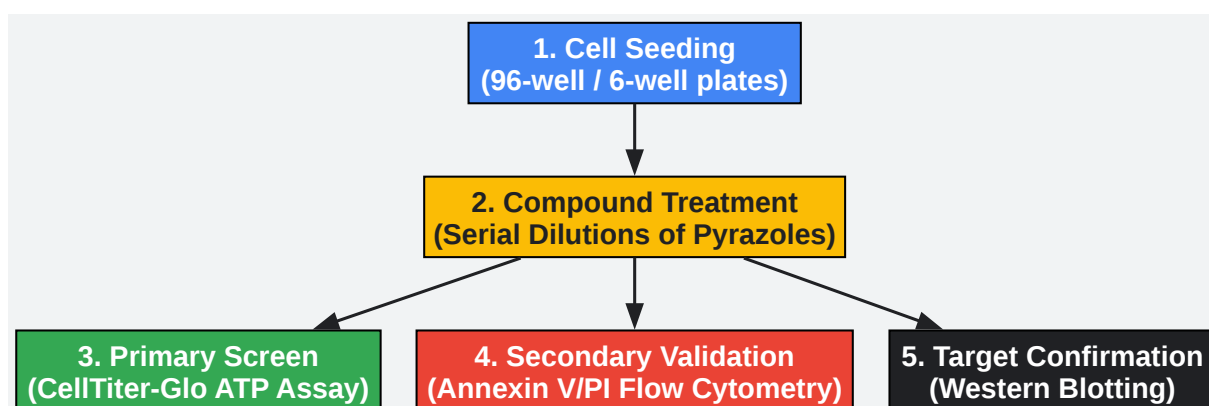 1. Cell Seeding
(96-well / 6-well plates)
2. Compound Treatment
(Serial Dilutions of Pyrazoles)
3. Primary Screen
(CellTiter-Glo ATP Assay)
4. Secondary Validation
(Annexin V/PI Flow Cytometry)
5. Target Confirmation
(Western Blotting)